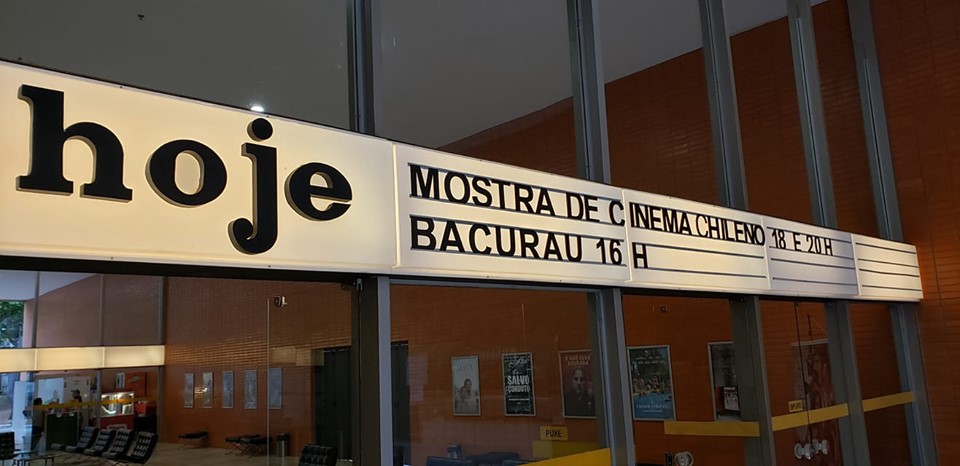 hoje
MOSTRA DE CINEMA CHILENO 18 E 20 H
BACURAU 16 H
SALVO
CONDUTO
PUXE